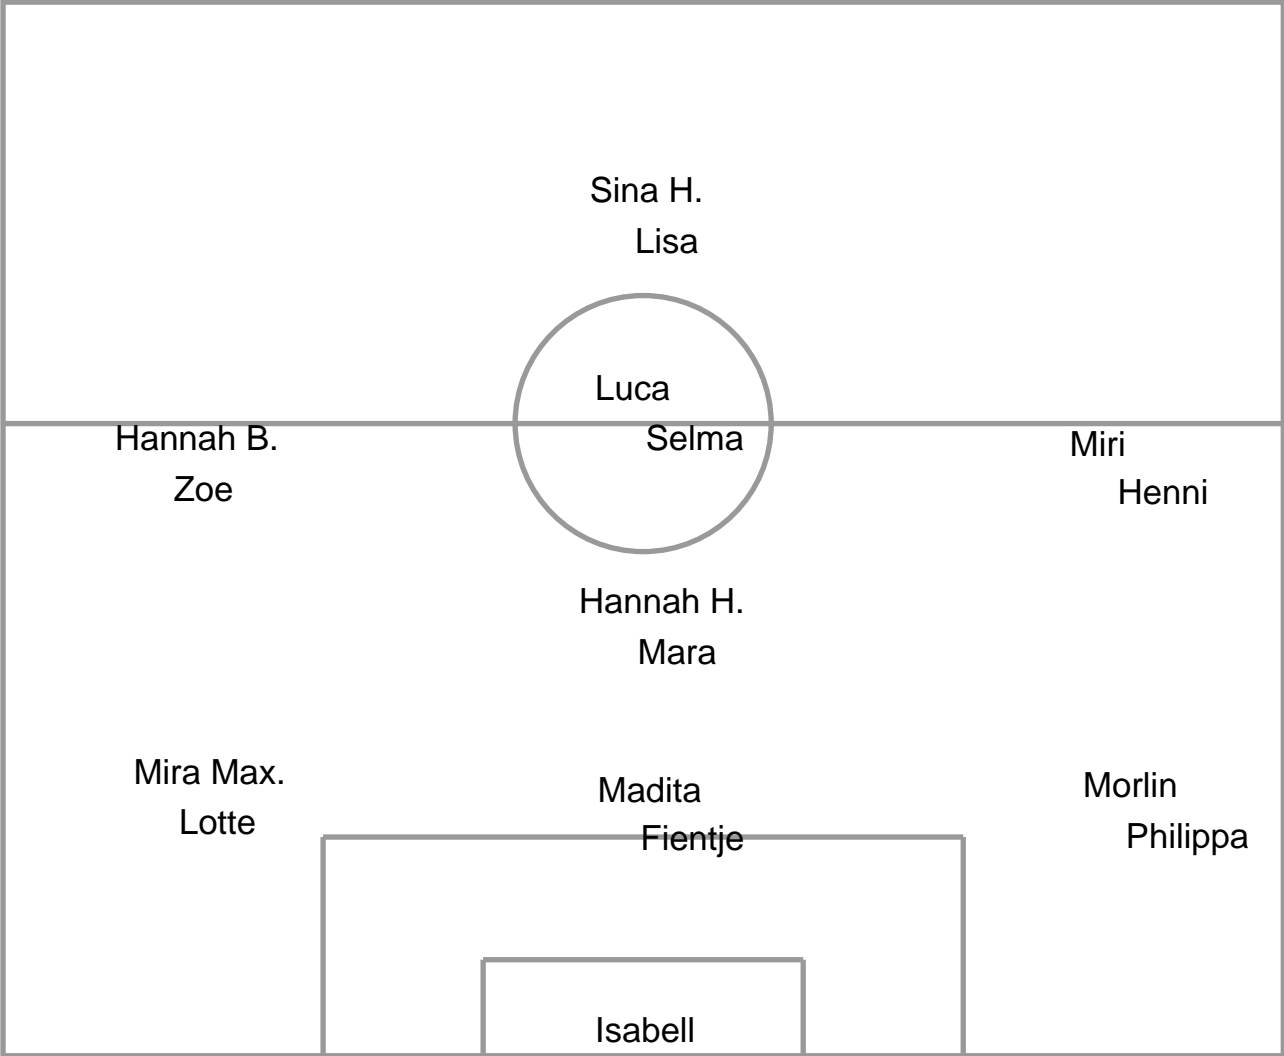 Sina H.
Lisa
Luca
Hannah B.
Selma
Miri
Zoe
Henni
Hannah H.
Mara
Mira Max.
Madita
Morlin
Lotte
Fientje
Philippa
Isabell